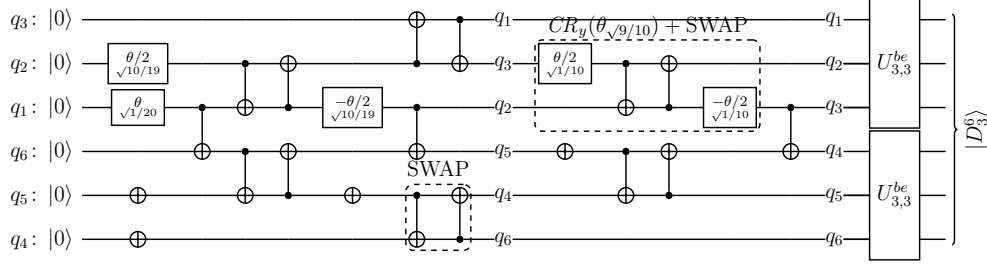 q₃: |0⟩ q₁ CR_y(θ_√9/10) + SWAP q₁
q₂: |0⟩ θ/2 √10/19 q₃ θ/2 √1/10 q₂ U^{be}_{3,3}
q₁: |0⟩ θ √1/20 −θ/2 √10/19 q₂ −θ/2 √1/10 q₃
q₆: |0⟩ q₅ q₄ |D^6_3⟩
SWAP
q₅: |0⟩ q₄ q₅ U^{be}_{3,3}
q₄: |0⟩ q₆ q₆